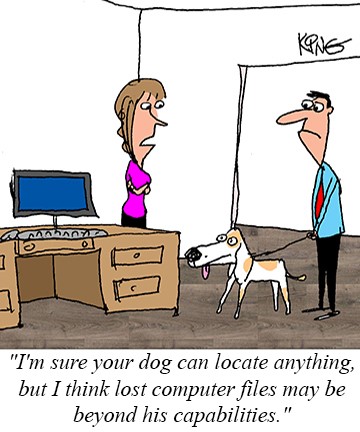 KING
"I'm sure your dog can locate anything,
but I think lost computer files may be
beyond his capabilities."